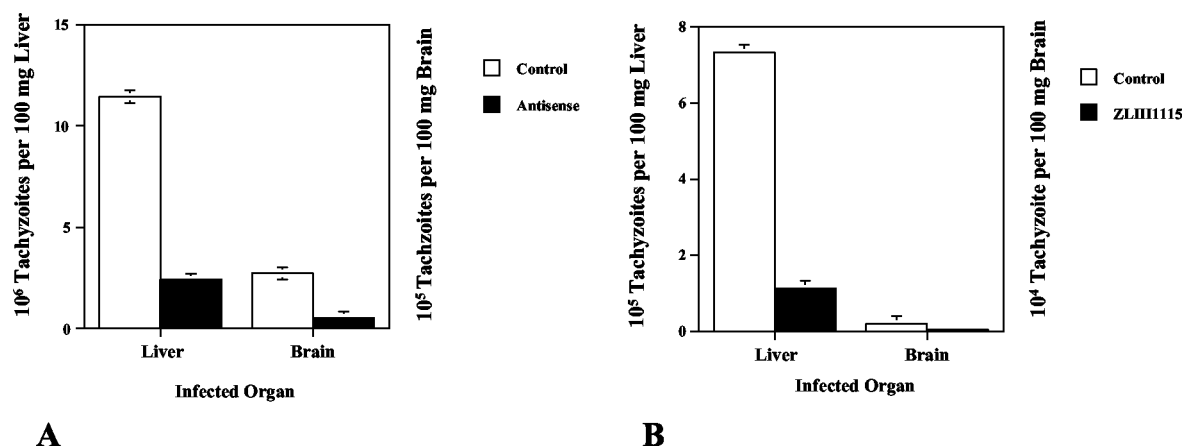 10⁶ Tachyzoites per 100 mg Liver
15
10
5
0
Liver Brain
Infected Organ
10⁵ Tachzoites per 100 mg Brain
Control
Antisense
A
10⁵ Tachyzoites per 100 mg Liver
8
6
4
2
0
Liver Brain
Infected Organ
10⁴ Tachyzoite per 100 mg Brain
Control
ZLIII1115
B